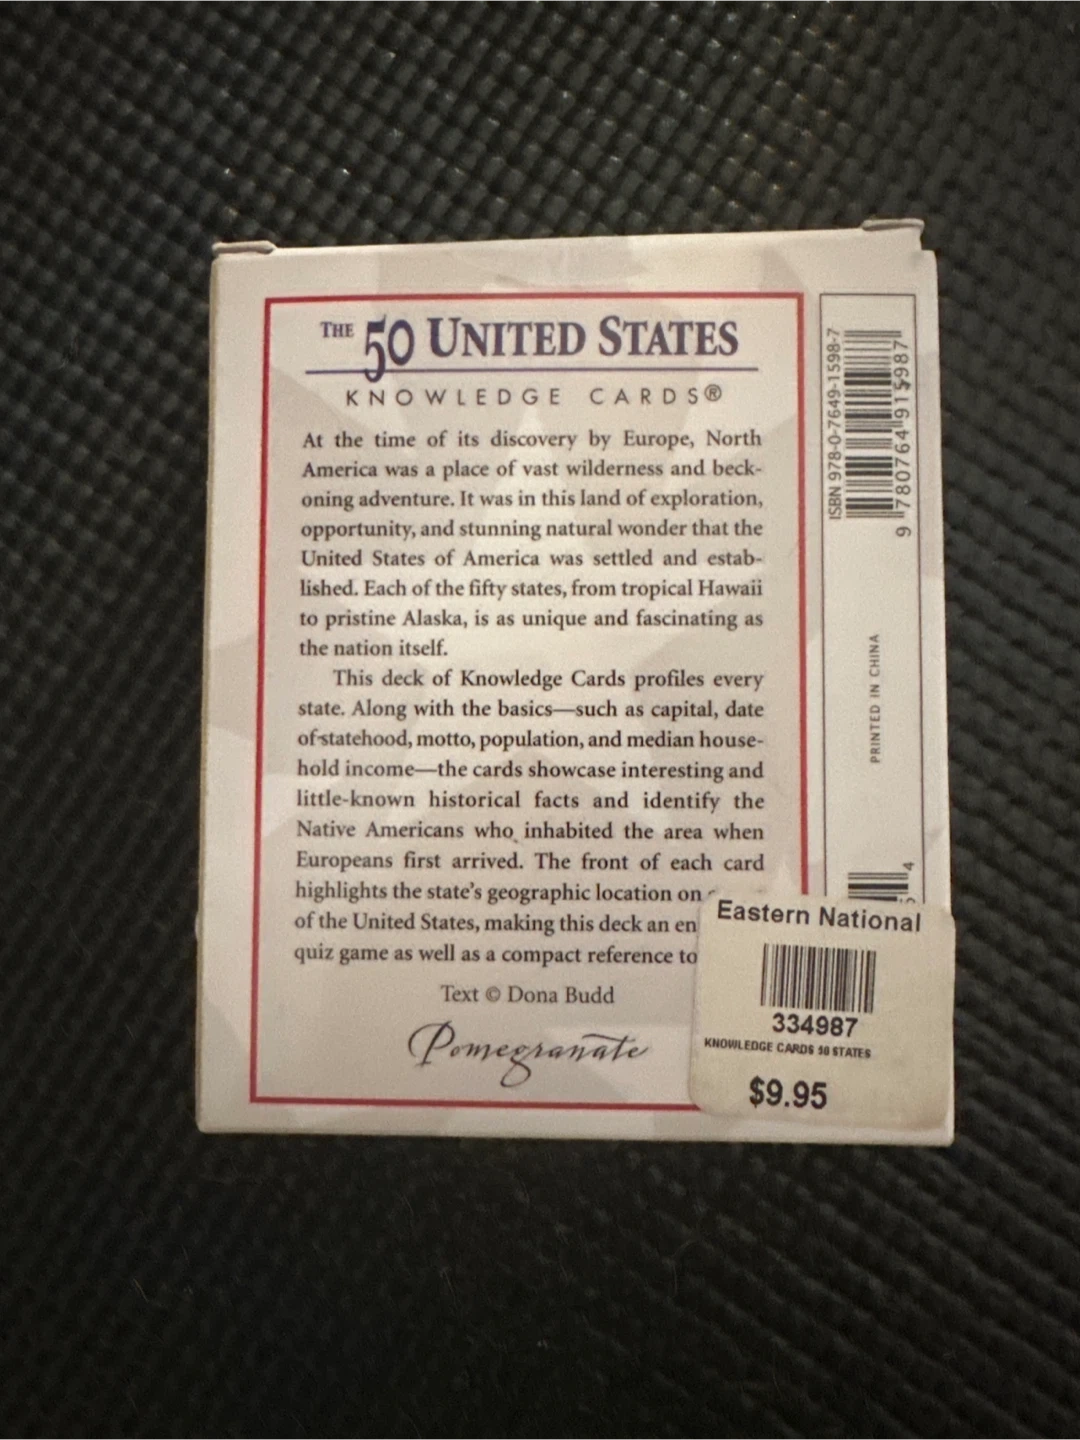 THE 50 UNITED STATES
KNOWLEDGE CARDS®
At the time of its discovery by Europe, North
America was a place of vast wilderness and beck-
oning adventure. It was in this land of exploration,
opportunity, and stunning natural wonder that the
United States of America was settled and estab-
lished. Each of the fifty states, from tropical Hawaii
to pristine Alaska, is as unique and fascinating as
the nation itself.
This deck of Knowledge Cards profiles every
state. Along with the basics—such as capital, date
of statehood, motto, population, and median house-
hold income—the cards showcase interesting and
little-known historical facts and identify the
Native Americans who inhabited the area when
Europeans first arrived. The front of each card
highlights the state's geographic location on
of the United States, making this deck an en
quiz game as well as a compact reference to
Text © Dona Budd
Pomegranate
ISBN 978-0-7649-1598-7
9 780764 915987
PRINTED IN CHINA
4
Eastern National
334987
KNOWLEDGE CARDS 50 STATES
$9.95